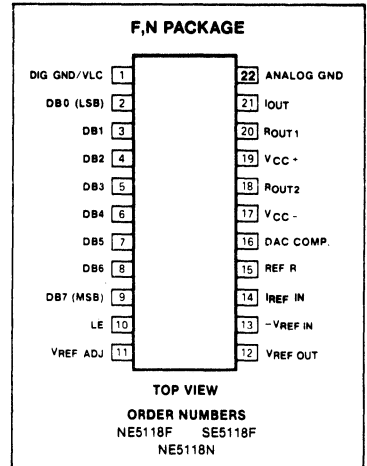 F,N PACKAGE
DIG GND/VLC 1 22 ANALOG GND
DB0 (LSB) 2 21 IOUT
DB1 3 20 ROUT1
DB2 4 19 VCC +
DB3 5 18 ROUT2
DB4 6 17 VCC -
DB5 7 16 DAC COMP.
DB6 8 15 REF R
DB7 (MSB) 9 14 IREF IN
LE 10 13 -VREF IN
VREF ADJ 11 12 VREF OUT
TOP VIEW
ORDER NUMBERS
NE5118F SE5118F
NE5118N